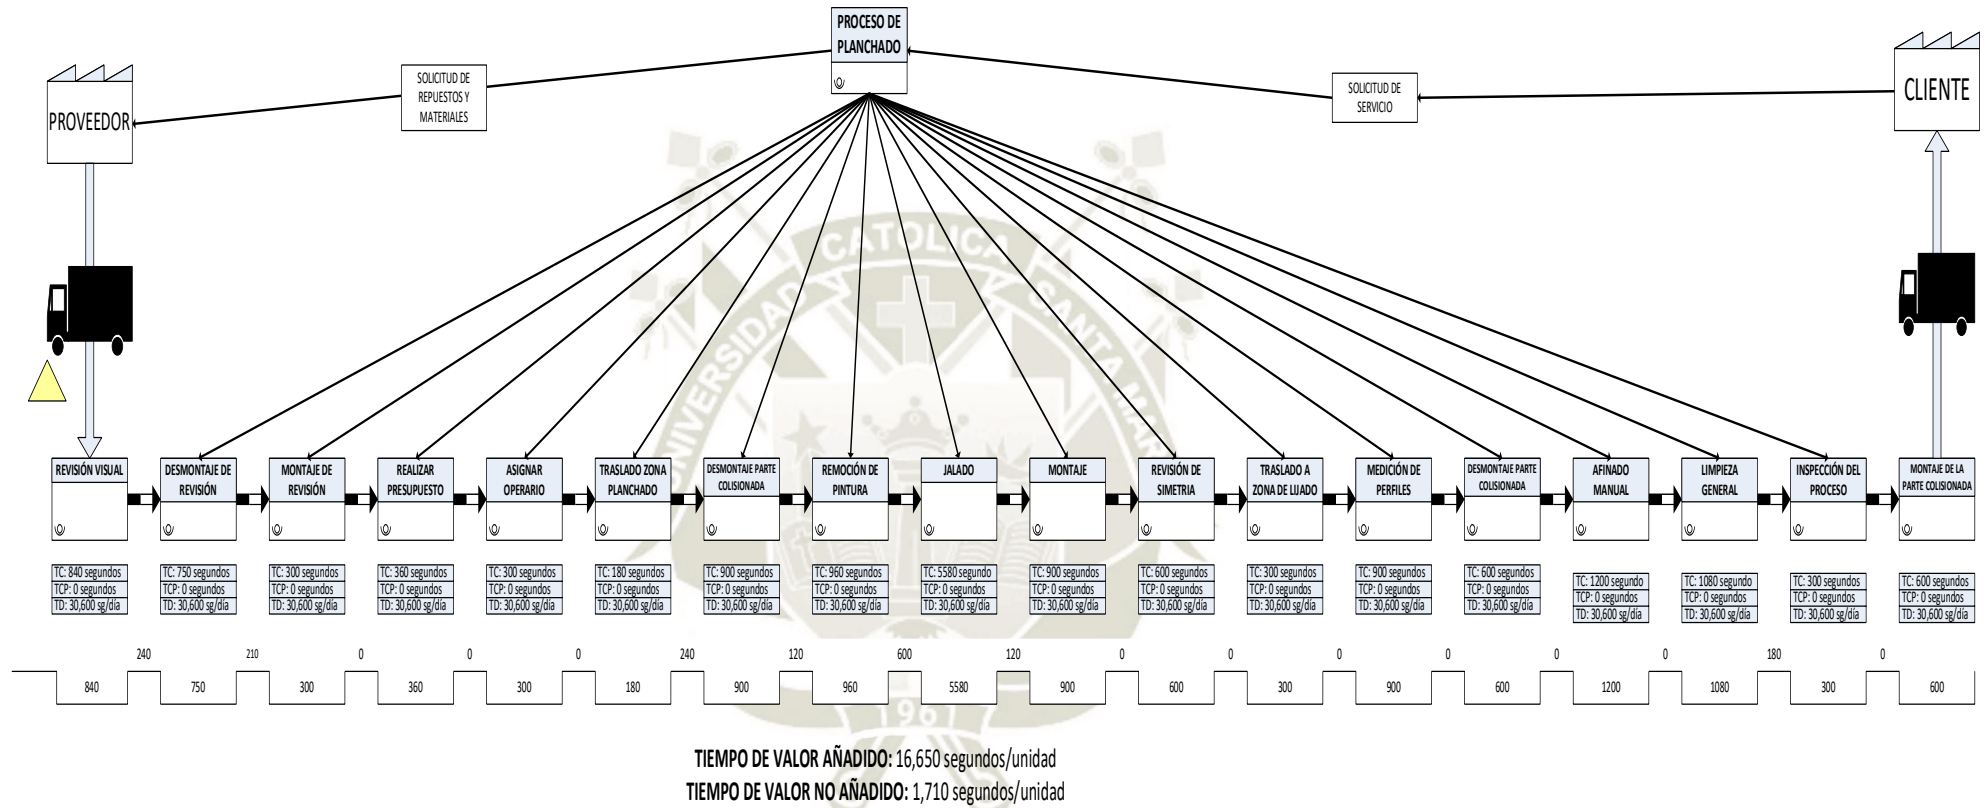 PROCESO DE
PLANCHADO
PROVEEDOR
SOLICITUD DE
REPUESTOS Y
MATERIALES
SOLICITUD DE
SERVICIO
CLIENTE
UNIVERSIDAD CATOLICA SANTA MAR
REVISIÓN VISUAL
DESMONTAJE DE
REVISIÓN
MONTAJE DE
REVISIÓN
REALIZAR
PRESUPUESTO
ASIGNAR
OPERARIO
TRASLADO ZONA
PLANCHADO
DESMONTAJE PARTE
COLISIONADA
REMOCIÓN DE
PINTURA
JALADO
MONTAJE
REVISIÓN DE
SIMETRIA
TRASLADO A
ZONA DE LIJADO
MEDICIÓN DE
PERFILES
DESMONTAJE PARTE
COLISIONADA
AFINADO
MANUAL
LIMPIEZA
GENERAL
INSPECCIÓN DEL
PROCESO
MONTAJE DE LA
PARTE COLISIONADA
TC: 840 segundos
TCP: 0 segundos
TD: 30,600 sg/día
TC: 750 segundos
TCP: 0 segundos
TD: 30,600 sg/día
TC: 300 segundos
TCP: 0 segundos
TD: 30,600 sg/día
TC: 360 segundos
TCP: 0 segundos
TD: 30,600 sg/día
TC: 300 segundos
TCP: 0 segundos
TD: 30,600 sg/día
TC: 180 segundos
TCP: 0 segundos
TD: 30,600 sg/día
TC: 900 segundos
TCP: 0 segundos
TD: 30,600 sg/día
TC: 960 segundos
TCP: 0 segundos
TD: 30,600 sg/día
TC: 5580 segundo
TCP: 0 segundos
TD: 30,600 sg/día
TC: 900 segundos
TCP: 0 segundos
TD: 30,600 sg/día
TC: 600 segundos
TCP: 0 segundos
TD: 30,600 sg/día
TC: 300 segundos
TCP: 0 segundos
TD: 30,600 sg/día
TC: 900 segundos
TCP: 0 segundos
TD: 30,600 sg/día
TC: 600 segundos
TCP: 0 segundos
TD: 30,600 sg/día
TC: 1200 segundo
TCP: 0 segundos
TD: 30,600 sg/día
TC: 1080 segundo
TCP: 0 segundos
TD: 30,600 sg/día
TC: 300 segundos
TCP: 0 segundos
TD: 30,600 sg/día
TC: 600 segundos
TCP: 0 segundos
TD: 30,600 sg/día
240 210 0 0 0 240 120 600 120 0 0 0 0 0 0 180 0
840 750 300 360 300 180 900 960 5580 900 600 300 900 600 1200 1080 300 600
196
TIEMPO DE VALOR AÑADIDO: 16,650 segundos/unidad
TIEMPO DE VALOR NO AÑADIDO: 1,710 segundos/unidad